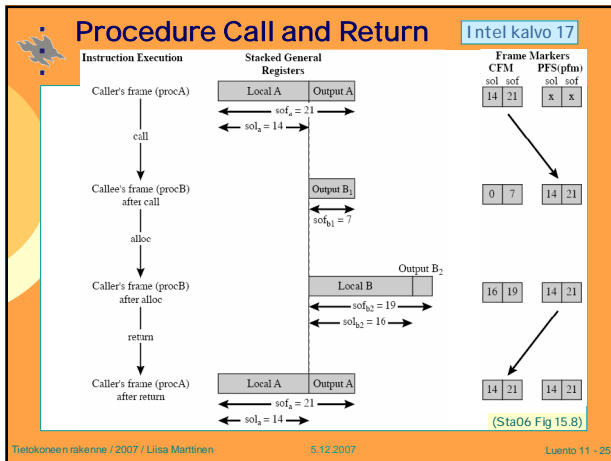 Procedure Call and Return
Intel kalvo 17
Instruction Execution
Stacked General
Registers
Frame Markers
CFM PFS(pfm)
sol sof sol sof
Caller's frame (procA)
Local A Output A
14 21 x x
sof_a = 21
sol_a = 14
call
Callee's frame (procB)
after call
Output B1
0 7 14 21
sof_b1 = 7
alloc
Output B2
Caller's frame (procB)
after alloc
Local B
16 19 14 21
sof_b2 = 19
sol_b2 = 16
return
Caller's frame (procA)
after return
Local A Output A
14 21 14 21
sof_a = 21
sol_a = 14
(Sta06 Fig 15.8)
Tietokoneen rakenne / 2007 / Liisa Marttinen 5.12.2007 Luento 11 - 25